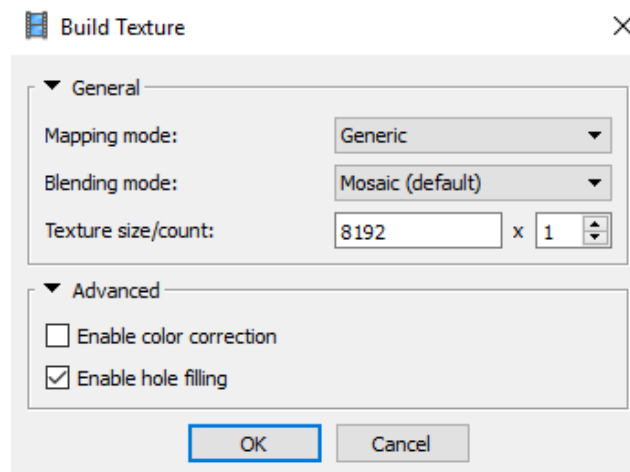 Build Texture
General
Mapping mode: Generic
Blending mode: Mosaic (default)
Texture size/count: 8192 x 1
Advanced
Enable color correction
Enable hole filling
OK Cancel